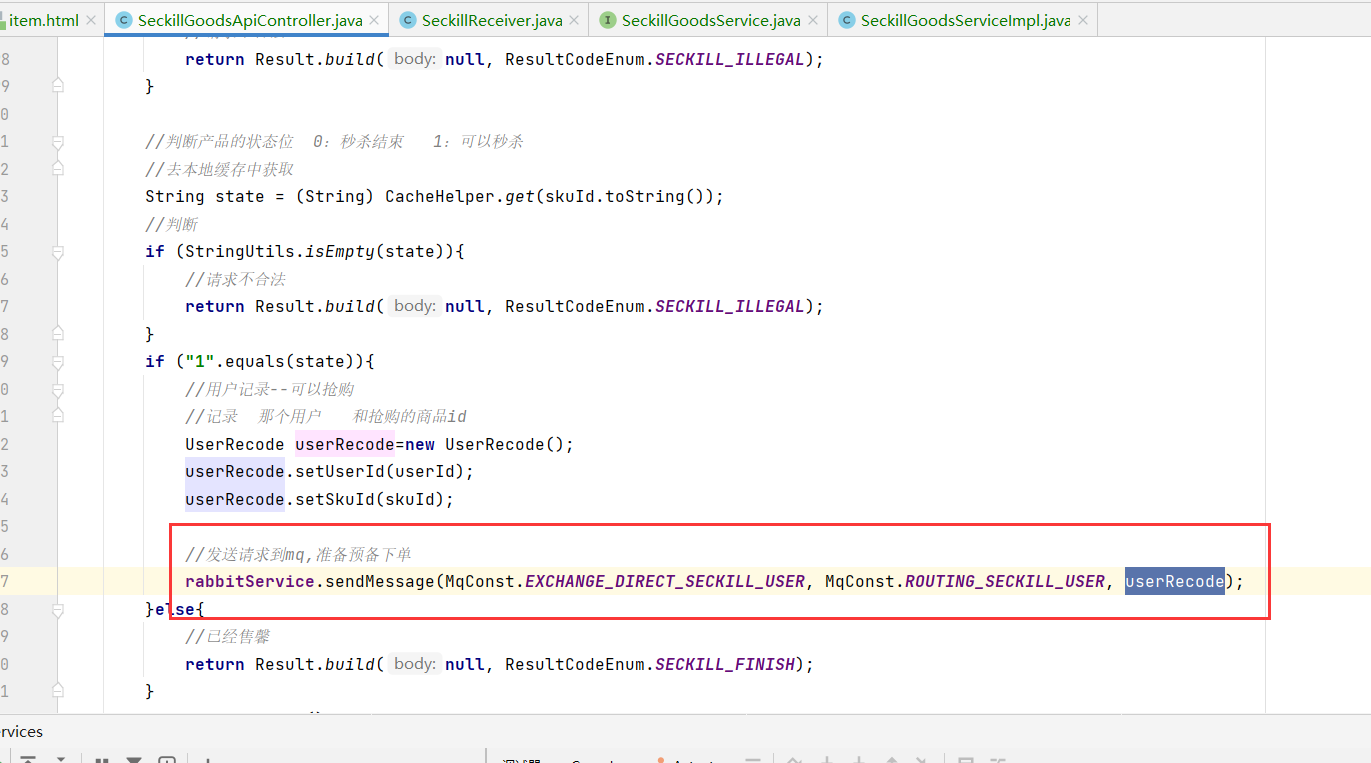 item.html SeckillGoodsApiController.java SeckillReceiver.java SeckillGoodsService.java SeckillGoodsServiceImpl.java
8 return Result.build( body: null, ResultCodeEnum.SECKILL_ILLEGAL);
9 }
0
1 //判断产品的状态位 0: 秒杀结束 1: 可以秒杀
2 //去本地缓存中获取
3 String state = (String) CacheHelper.get(skuId.toString());
4 //判断
5 if (StringUtils.isEmpty(state)){
6 //请求不合法
7 return Result.build( body: null, ResultCodeEnum.SECKILL_ILLEGAL);
8 }
9 if ("1".equals(state)){
0 //用户记录--可以抢购
1 //记录 那个用户 和抢购的商品id
2 UserRecode userRecode=new UserRecode();
3 userRecode.setUserId(userId);
4 userRecode.setSkuId(skuId);
5
6 //发送请求到mq,准备预备下单
7 rabbitService.sendMessage(MqConst.EXCHANGE_DIRECT_SECKILL_USER, MqConst.ROUTING_SECKILL_USER, userRecode);
8 }else{
9 //已经售馨
0 return Result.build( body: null, ResultCodeEnum.SECKILL_FINISH);
1 }
rvices